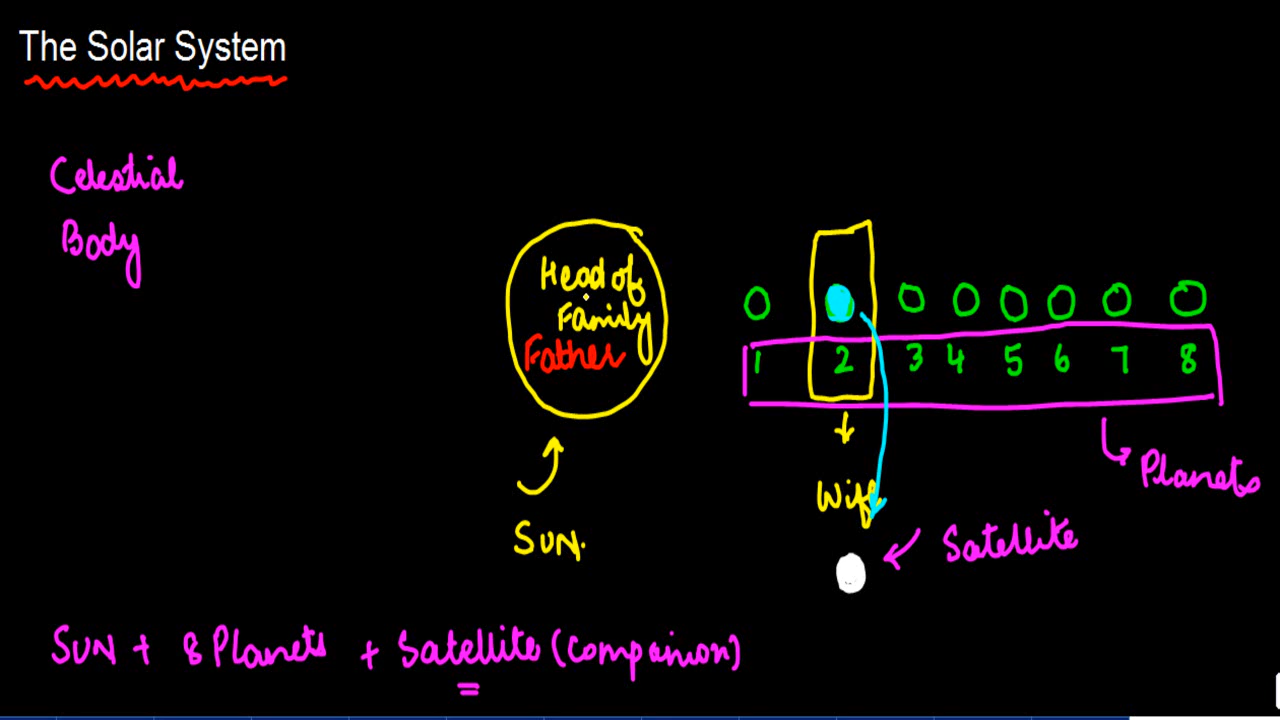 The Solar System
Celestial
Body
Head of
Family
Father
1 2 3 4 5 6 7 8
Planets
Wife
SUN.
Satellite
SUN + 8 Planets + Satellite (Companion)